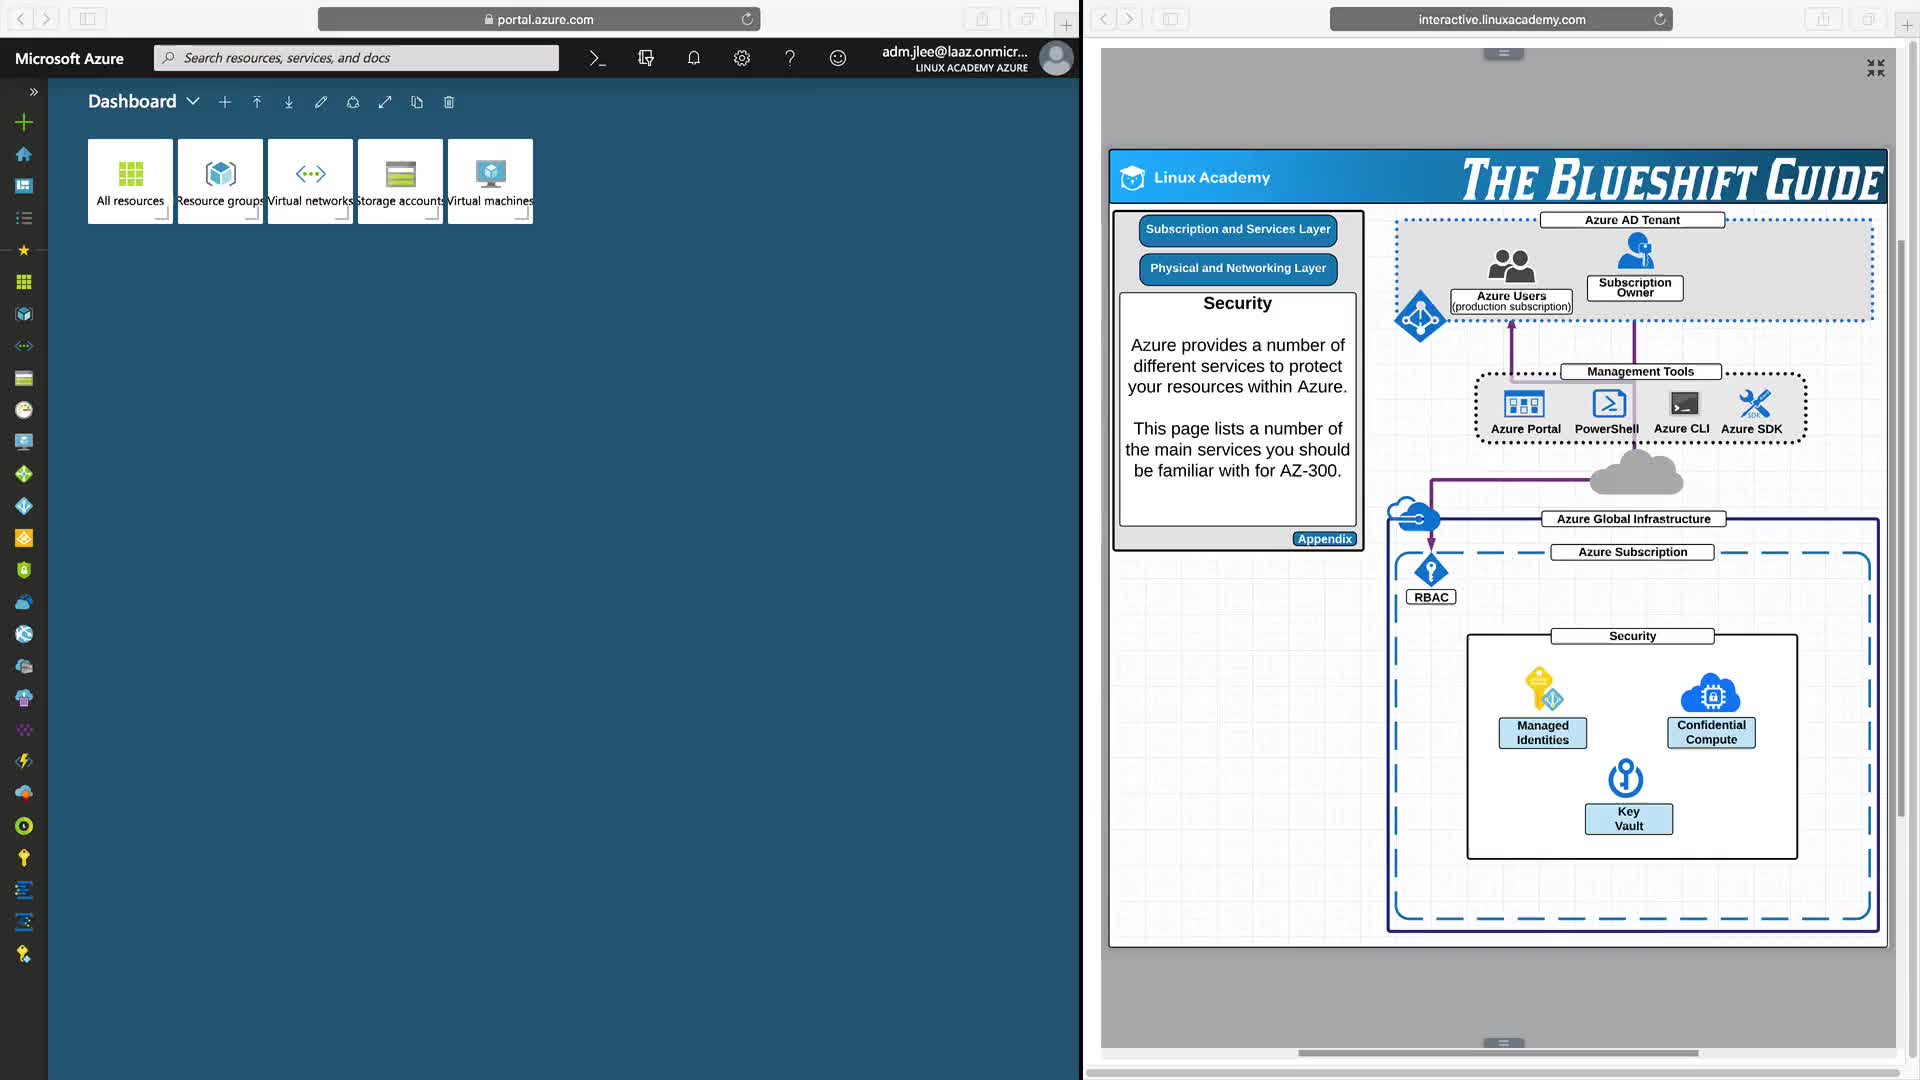 portal.azure.com
Microsoft Azure
Search resources, services, and docs
adm.jlee@laaz.onmicr...
LINUX ACADEMY AZURE
Dashboard
All resources
Resource groups
Virtual networks
Storage accounts
Virtual machines
interactive.linuxacademy.com
Linux Academy
THE BLUESHIFT GUIDE
Subscription and Services Layer
Physical and Networking Layer
Security
Azure provides a number of
different services to protect
your resources within Azure.
This page lists a number of
the main services you should
be familiar with for AZ-300.
Appendix
Azure AD Tenant
Azure Users
(production subscription)
Subscription
Owner
Management Tools
Azure Portal
PowerShell
Azure CLI
SDK
Azure SDK
Azure Global Infrastructure
Azure Subscription
RBAC
Security
Managed
Identities
Confidential
Compute
Key
Vault